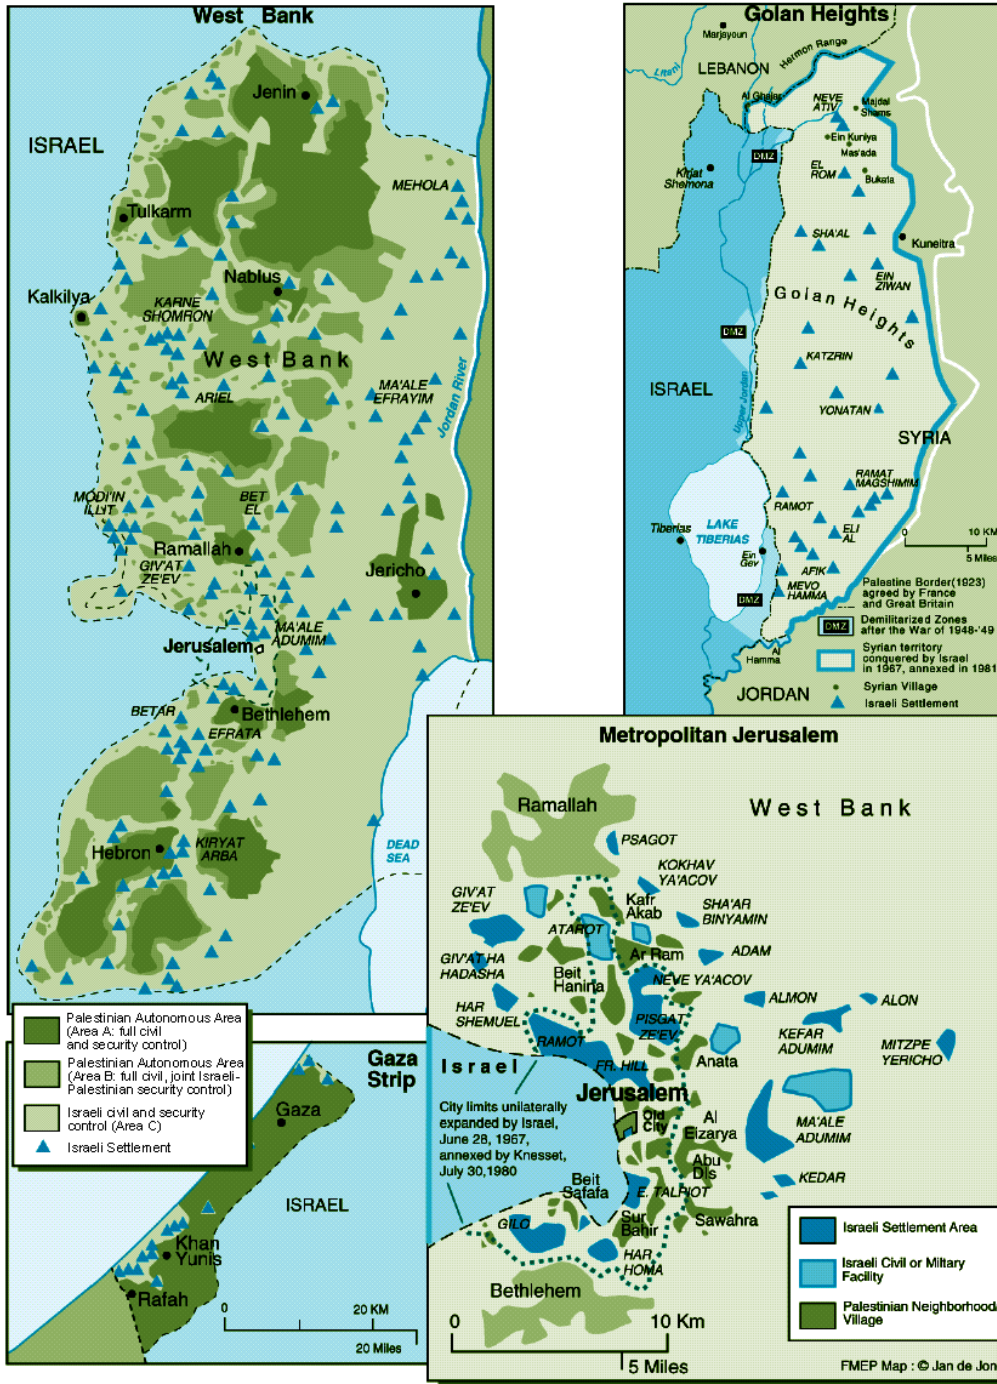 West Bank
Jenin
ISRAEL
MEHOLA
Tulkarm
Nablus
Kalkilya
KARNE
SHOMRON
West Bank
Jordan River
MA'ALE
EFRAYIM
ARIEL
MODI'IN
ILLIT
BET
EL
Ramallah
GIV'AT
ZE'EV
Jericho
MA'ALE
ADUMIM
Jerusalem
BETAR
Bethlehem
EFRATA
Hebron
KIRYAT
ARBA
DEAD
SEA
Palestinian Autonomous Area
(Area A: full civil
and security control)
Palestinian Autonomous Area
(Area B: full civil, joint Israeli-
Palestinian security control)
Israeli civil and security
control (Area C)
Israeli Settlement
Gaza
Strip
Gaza
ISRAEL
Khan
Yunis
Rafah
0 20 KM
20 Miles
Golan Heights
Marjayoun
Hermon Range
Litani
LEBANON
Al Ghajar
NEVE
ATIV
Majdal
Shams
Ein Kuniya
Mas'ada
DMZ
Kirjat
Shemona
EL
ROM
Bukata
SHA'AL
Kuneitra
EIN
ZIWAN
Golan Heights
DMZ
KATZRIN
ISRAEL
Upper Jordan
YONATAN
SYRIA
RAMAT
MAGSHIMIM
RAMOT
LAKE
TIBERIAS
Tiberias
ELI
AL
Ein
Gev
0 10 KM
5 Miles
AFIK
MEVO
HAMMA
DMZ
Al
Hamma
JORDAN
Palestine Border(1923)
agreed by France
and Great Britain
DMZ
Demilitarized Zones
after the War of 1948-'49
Syrian territory
conquered by Israel
in 1967, annexed in 1981
Syrian Village
Israeli Settlement
Metropolitan Jerusalem
Ramallah
West Bank
PSAGOT
KOKHAV
YA'ACOV
GIV'AT
ZE'EV
Kafr
Akab
SHA'AR
BINYAMIN
ATAROT
Ar Ram
ADAM
GIV'AT HA
HADASHA
Beit
Hanina
NEVE YA'ACOV
HAR
SHEMUEL
PISGAT
ZE'EV
ALMON
ALON
KEFAR
ADUMIM
MITZPE
YERICHO
RAMOT
Israel
FR. HILL
Anata
Jerusalem
City limits unilaterally
expanded by Israel,
June 28, 1967,
annexed by Knesset,
July 30,1980
Old
City
Al
Eizarya
MA'ALE
ADUMIM
Abu
Dis
Beit
Safafa
E. TALPIOT
KEDAR
GILO
Sur
Bahir
Sawahra
HAR
HOMA
Bethlehem
Israeli Settlement Area
Israeli Civil or Miltary
Facility
Palestinian Neighborhood/
Village
0 10 Km
5 Miles
FMEP Map : © Jan de Jon